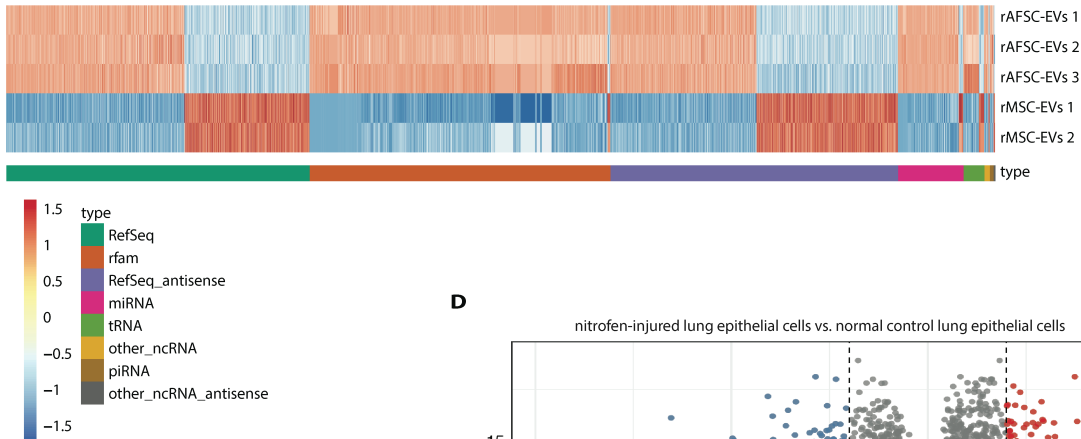 rAFSC-EVs 1
rAFSC-EVs 2
rAFSC-EVs 3
rMSC-EVs 1
rMSC-EVs 2
type
1.5
1
0.5
0
−0.5
−1
−1.5
type
RefSeq
rfam
RefSeq_antisense
miRNA
tRNA
other_ncRNA
piRNA
other_ncRNA_antisense
D
nitrofen-injured lung epithelial cells vs. normal control lung epithelial cells
15